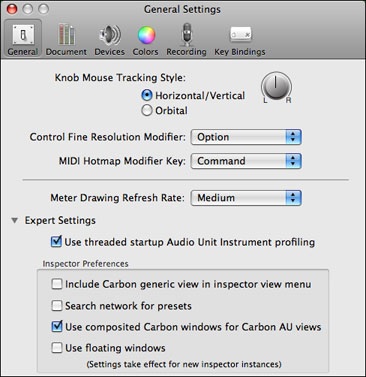 General Settings
General Document Devices Colors Recording Key Bindings
Knob Mouse Tracking Style:
Horizontal/Vertical
Orbital
L R
Control Fine Resolution Modifier: Option
MIDI Hotmap Modifier Key: Command
Meter Drawing Refresh Rate: Medium
Expert Settings
Use threaded startup Audio Unit Instrument profiling
Inspector Preferences
Include Carbon generic view in inspector view menu
Search network for presets
Use composited Carbon windows for Carbon AU views
Use floating windows
(Settings take effect for new inspector instances)